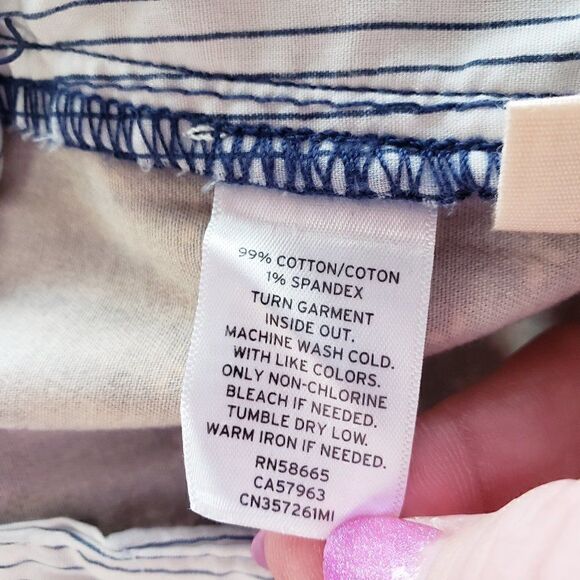 99% COTTON/COTON
1% SPANDEX
TURN GARMENT
INSIDE OUT.
MACHINE WASH COLD.
WITH LIKE COLORS.
ONLY NON-CHLORINE
BLEACH IF NEEDED.
TUMBLE DRY LOW.
WARM IRON IF NEEDED.
RN58665
CA57963
CN357261MI